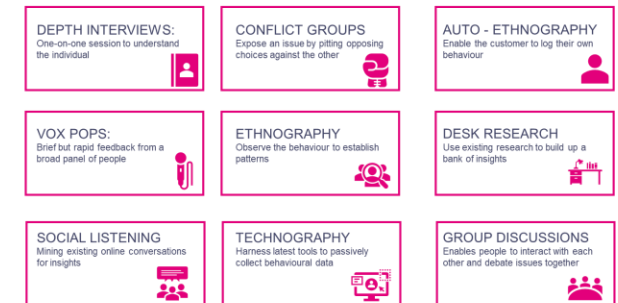 DEPTH INTERVIEWS:
One-on-one session to understand
the individual
CONFLICT GROUPS
Expose an issue by pitting opposing
choices against the other
AUTO - ETHNOGRAPHY
Enable the customer to log their own
behaviour
VOX POPS:
Brief but rapid feedback from a
broad panel of people
ETHNOGRAPHY
Observe the behaviour to establish
patterns
DESK RESEARCH
Use existing research to build up a
bank of insights
SOCIAL LISTENING
Mining existing online conversations
for insights
TECHNOGRAPHY
Harness latest tools to passively
collect behavioural data
GROUP DISCUSSIONS
Enables people to interact with each
other and debate issues together